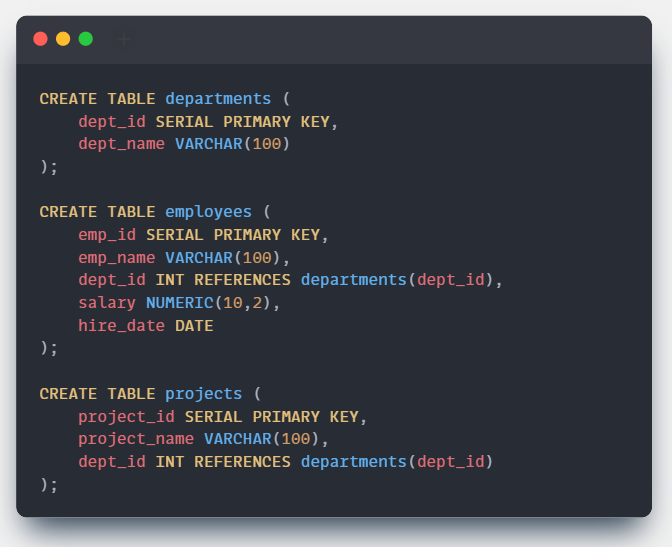 CREATE TABLE departments (
    dept_id SERIAL PRIMARY KEY,
    dept_name VARCHAR(100)
);

CREATE TABLE employees (
    emp_id SERIAL PRIMARY KEY,
    emp_name VARCHAR(100),
    dept_id INT REFERENCES departments(dept_id),
    salary NUMERIC(10,2),
    hire_date DATE
);

CREATE TABLE projects (
    project_id SERIAL PRIMARY KEY,
    project_name VARCHAR(100),
    dept_id INT REFERENCES departments(dept_id)
);